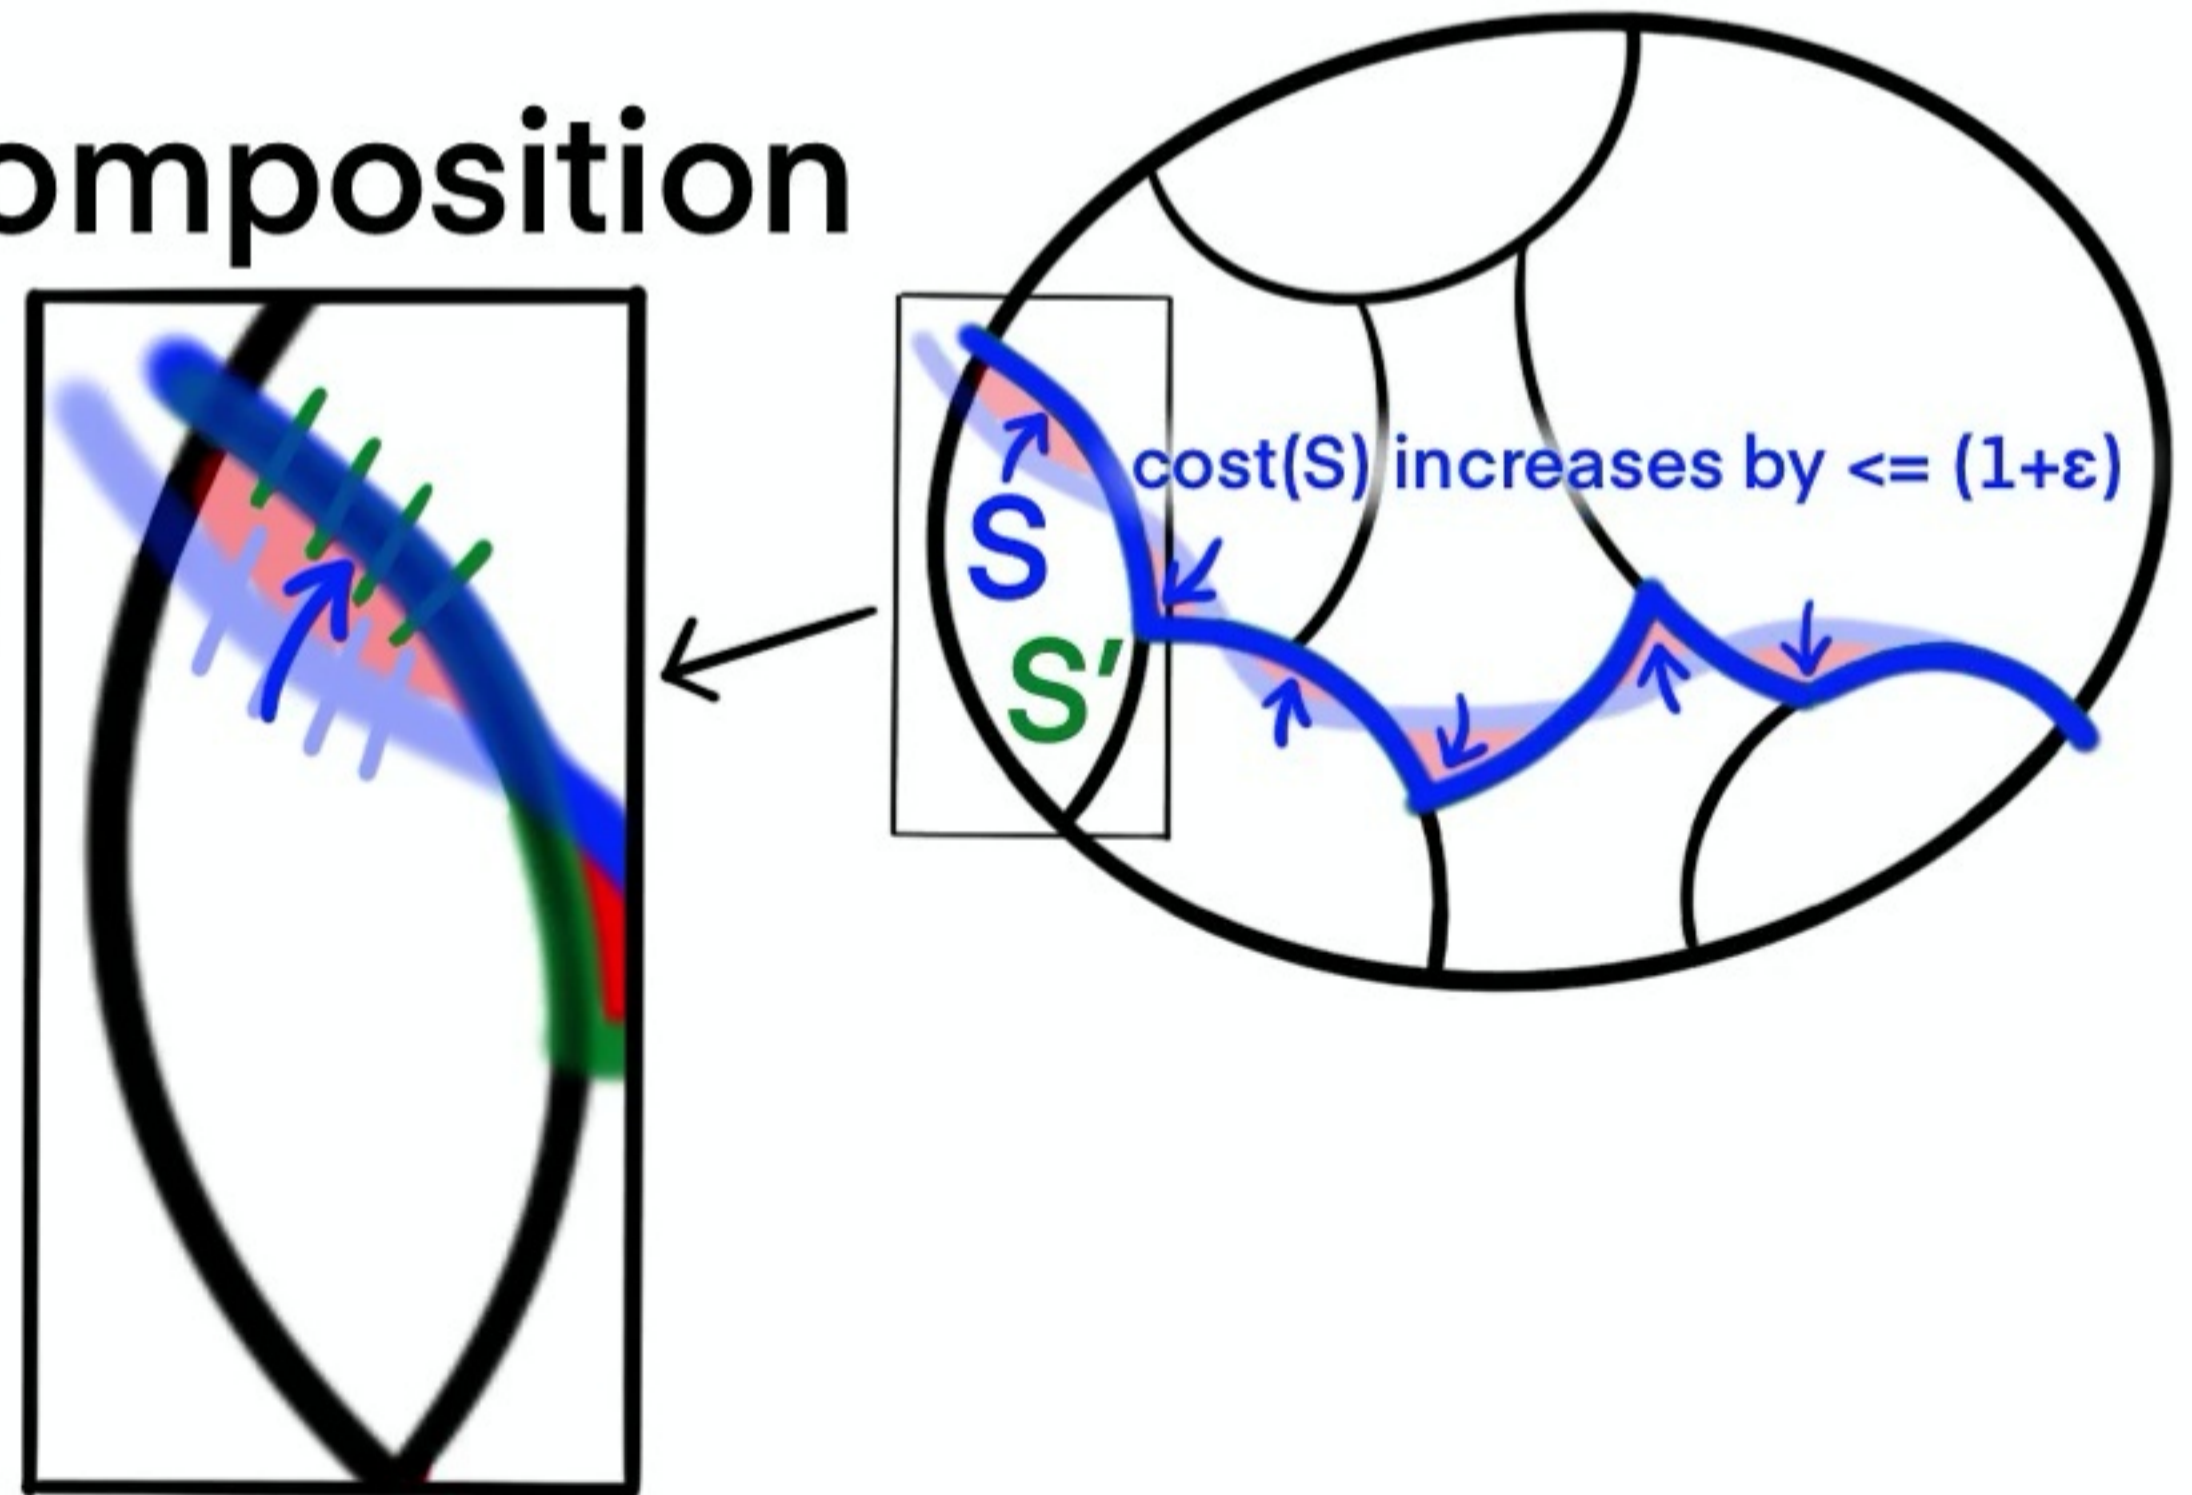 omposition
cost(S) increases by <= (1+ε)
S
S′